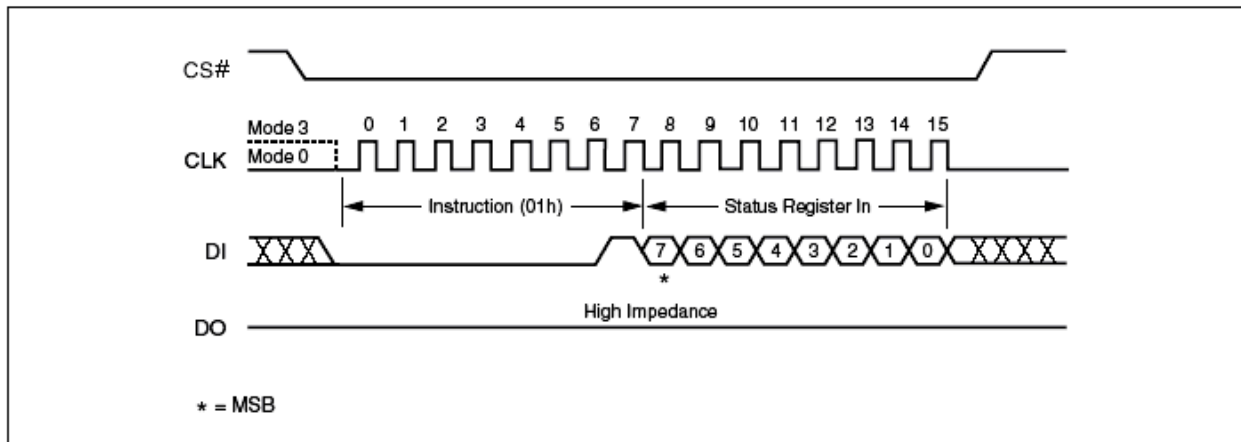 CS#
Mode 3
0 1 2 3 4 5 6 7 8 9 10 11 12 13 14 15
CLK
Mode 0
Instruction (01h)
Status Register In
DI
7 6 5 4 3 2 1 0
*
High Impedance
DO
* = MSB